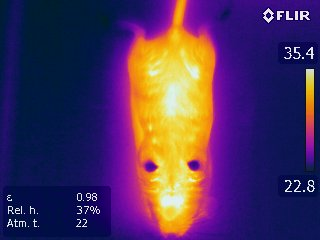 FLIR
35.4
22.8
ε 0.98
Rel. h. 37%
Atm. t. 22